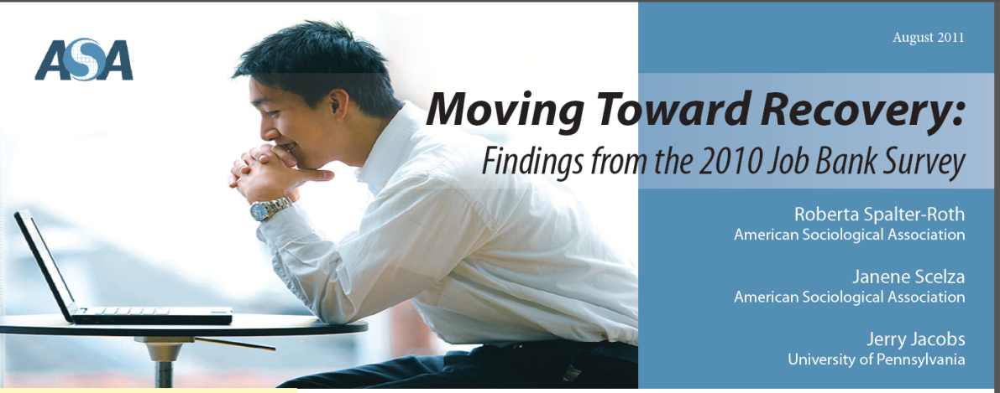 ASA
August 2011
Moving Toward Recovery:
Findings from the 2010 Job Bank Survey
Roberta Spalter-Roth
American Sociological Association
Janene Scelza
American Sociological Association
Jerry Jacobs
University of Pennsylvania